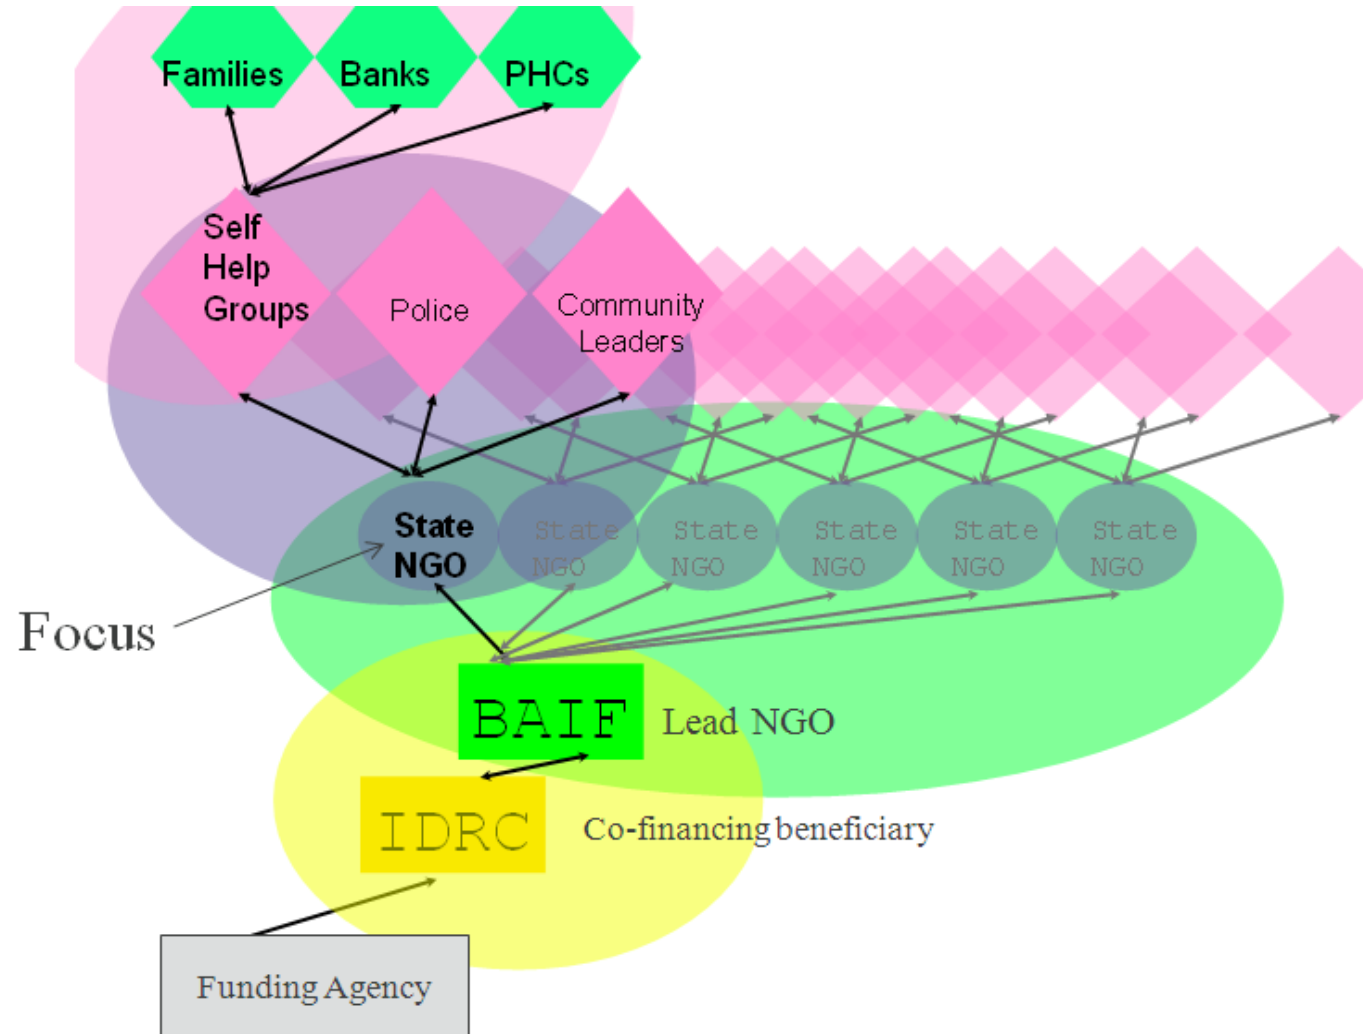 Families
Banks
PHCs
Self
Help
Groups
Police
Community
Leaders
State
NGO
State
NGO
State
NGO
State
NGO
State
NGO
State
NGO
Focus
BAIF
Lead NGO
IDRC
Co-financing beneficiary
Funding Agency